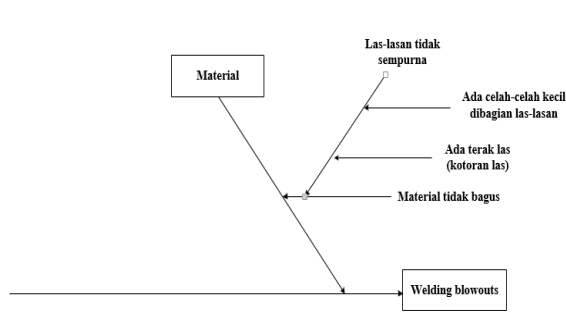 Las-lasan tidak
sempurna
Material
Ada celah-celah kecil
dibagian las-lasan
Ada terak las
(kotoran las)
Material tidak bagus
Welding blowouts